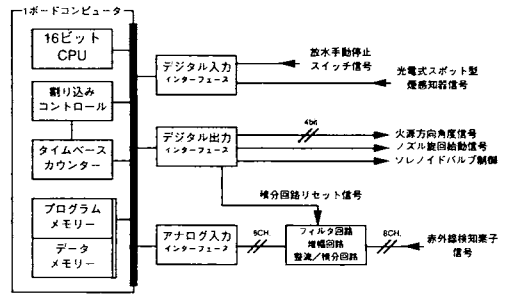 1ボードコンピューター
16ビット
CPU
割り込み
コントロール
タイムベース
カウンター
プログラム
メモリー
データ
メモリー
デジタル入力
インターフェース
放水手動停止
スイッチ信号
光電式スポット型
煙感知器信号
デジタル出力
インターフェース
4bit
火源方向角度信号
ノズル旋回始動信号
ソレノイドバルブ制御
積分回路リセット信号
アナログ入力
インターフェース
8CH.
フィルタ回路
増幅回路
整流/積分回路
8CH.
赤外線検知素子
信号